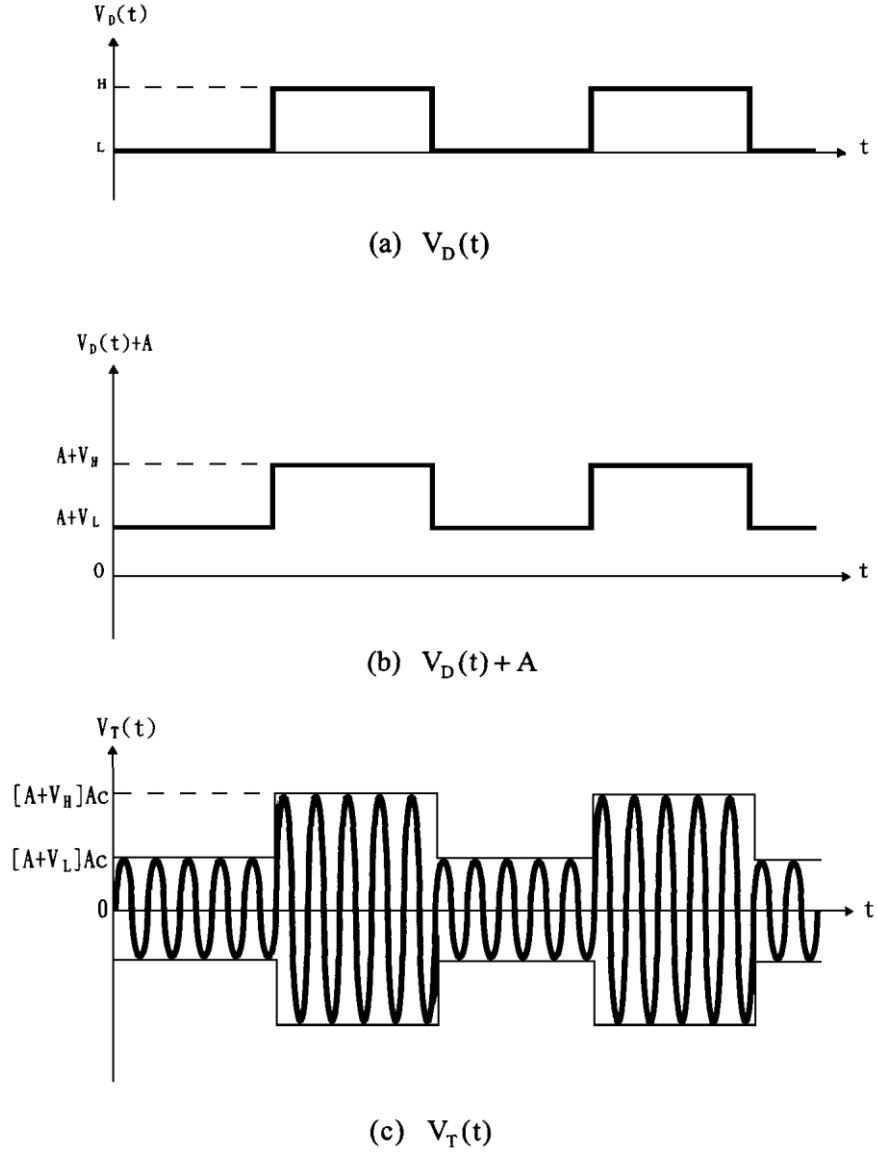 V_D(t)
H
L
t
(a) V_D(t)
V_D(t)+A
A+V_H
A+V_L
0
t
(b) V_D(t) + A
V_T(t)
[A+V_H]Ac
[A+V_L]Ac
0
t
(c) V_T(t)